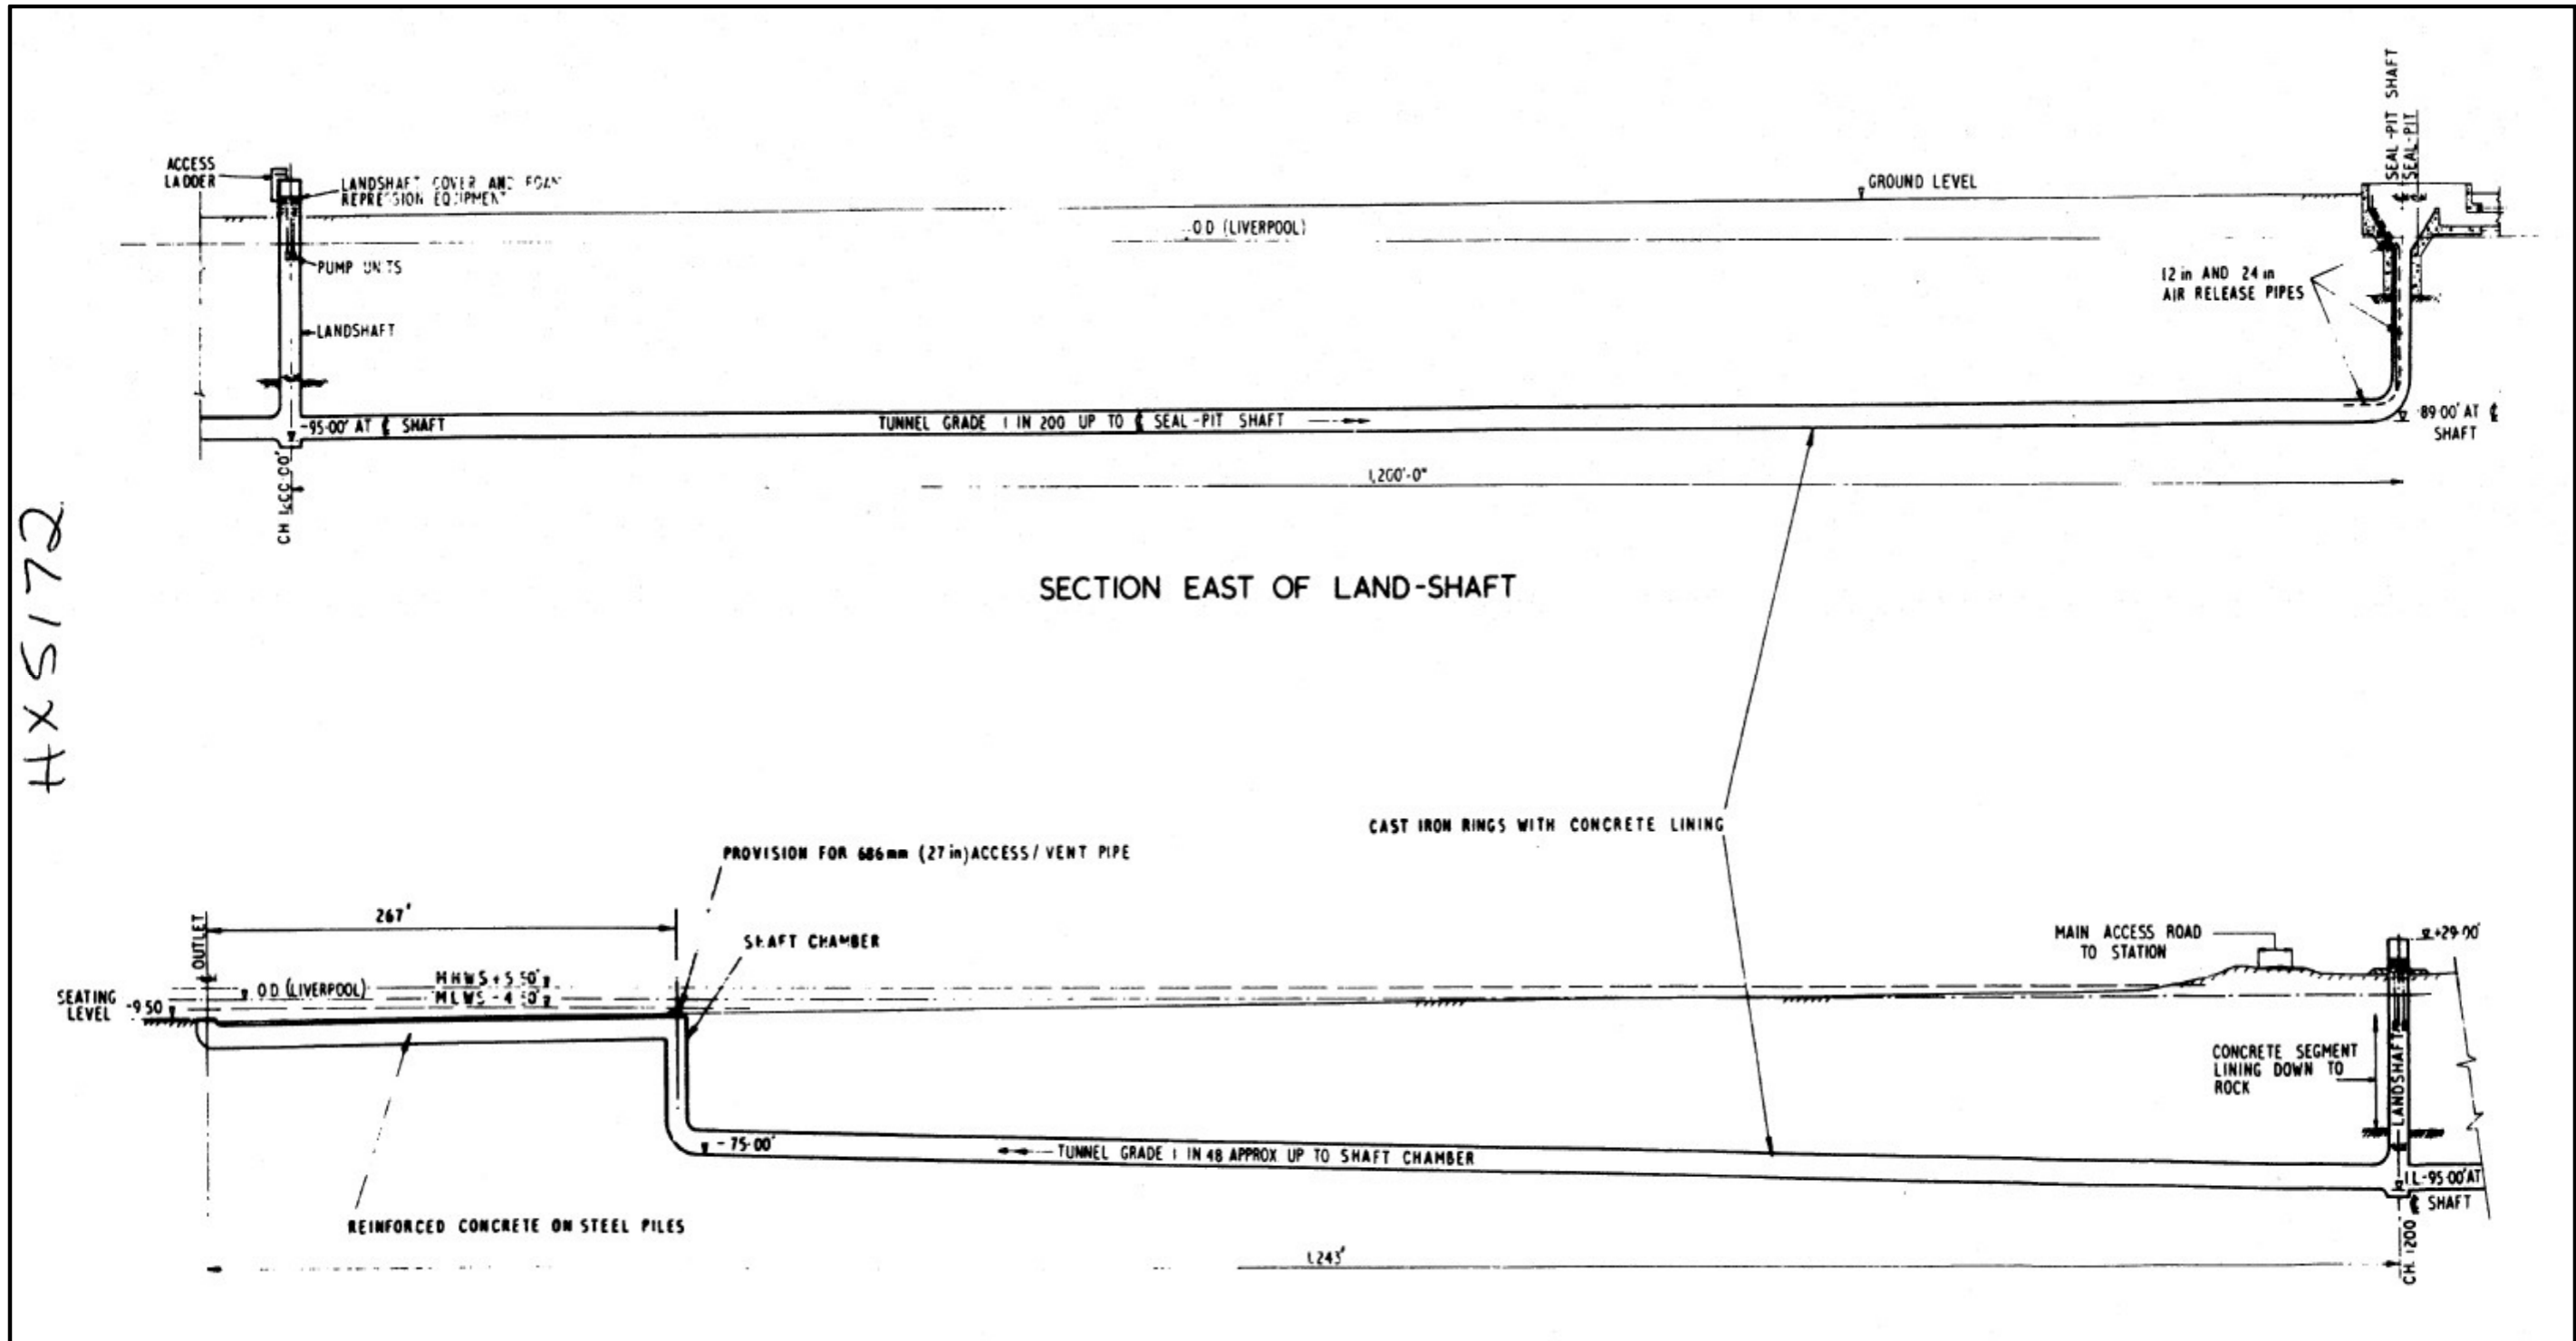 SEAL-PIT SHAFT
SEAL-PIT
ACCESS
LADDER
LANDSHAFT COVER AND FOAM
REPRESSION EQUIPMENT
GROUND LEVEL
O D (LIVERPOOL)
PUMP UNITS
12 in AND 24 in
AIR RELEASE PIPES
LANDSHAFT
-95·00' AT ℄ SHAFT
TUNNEL GRADE 1 IN 200 UP TO ℄ SEAL-PIT SHAFT
-89·00' AT ℄
SHAFT
1,200'-0"
CH
HX5172
SECTION EAST OF LAND-SHAFT
CAST IRON RINGS WITH CONCRETE LINING
PROVISION FOR 686mm (27 in) ACCESS / VENT PIPE
267'
SHAFT CHAMBER
OUTLET
MAIN ACCESS ROAD
TO STATION
+29·00'
O D (LIVERPOOL)
MHWS +
MLWS -
SEATING
LEVEL
-9 50
CONCRETE SEGMENT
LINING DOWN TO
ROCK
LANDSHAFT
- 75·00'
TUNNEL GRADE 1 IN 48 APPROX UP TO SHAFT CHAMBER
I L-95 00' AT
℄ SHAFT
REINFORCED CONCRETE ON STEEL PILES
1,243'
CH. 1200